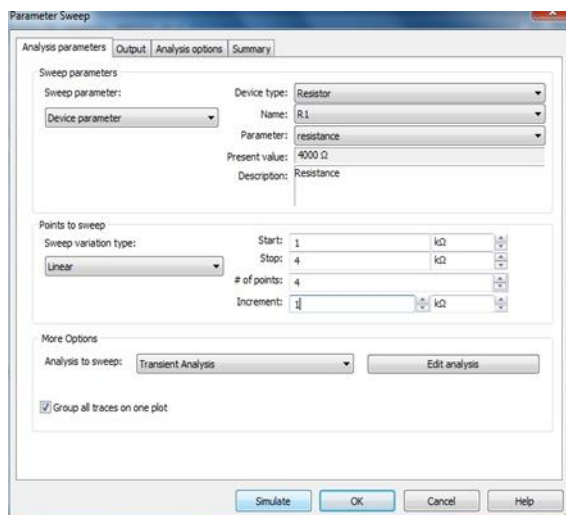 Parameter Sweep
Analysis parameters Output Analysis options Summary
Sweep parameters
Sweep parameter:
Device parameter
Device type: Resistor
Name: R1
Parameter: resistance
Present value: 4000 Ω
Description: Resistance
Points to sweep
Sweep variation type:
Linear
Start: 1 kΩ
Stop: 4 kΩ
# of points: 4
Increment: 1 kΩ
More Options
Analysis to sweep: Transient Analysis Edit analysis
Group all traces on one plot
Simulate OK Cancel Help